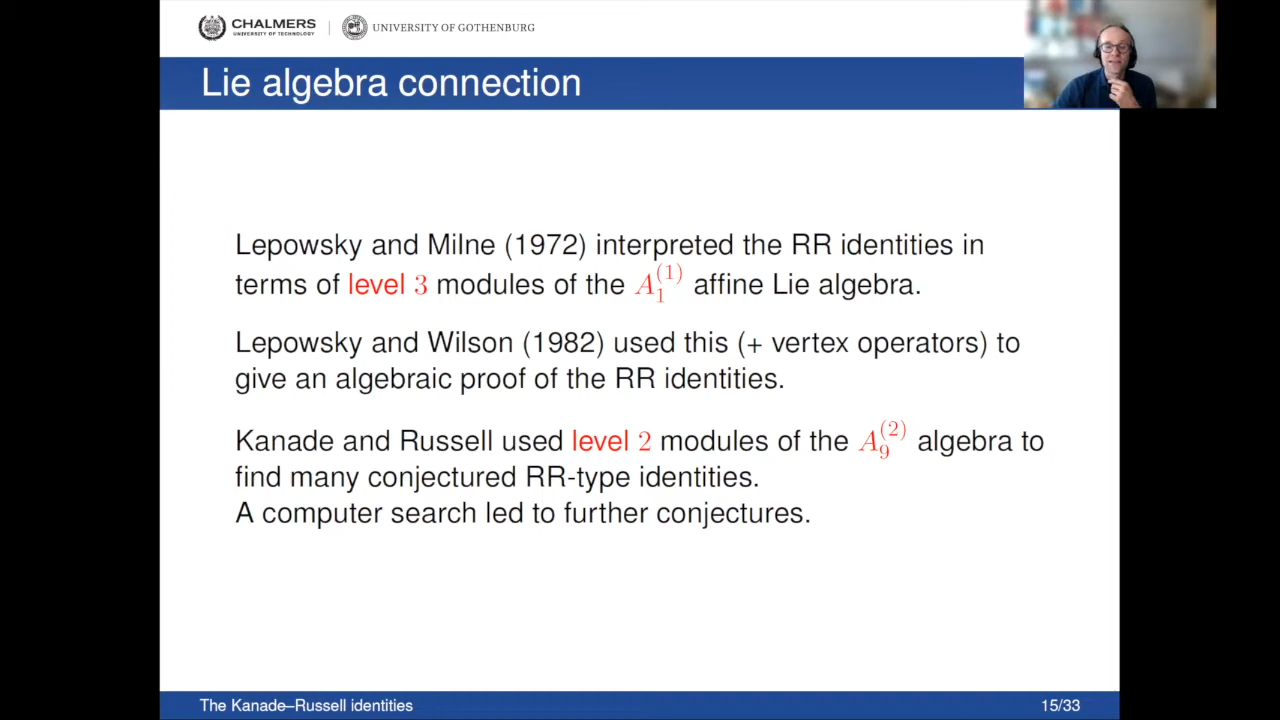 CHALMERS
UNIVERSITY OF TECHNOLOGY
UNIVERSITY OF GOTHENBURG
Lie algebra connection
Lepowsky and Milne (1972) interpreted the RR identities in
terms of level 3 modules of the $A_1^{(1)}$ affine Lie algebra.
Lepowsky and Wilson (1982) used this (+ vertex operators) to
give an algebraic proof of the RR identities.
Kanade and Russell used level 2 modules of the $A_9^{(2)}$ algebra to
find many conjectured RR-type identities.
A computer search led to further conjectures.
The Kanade–Russell identities
15/33